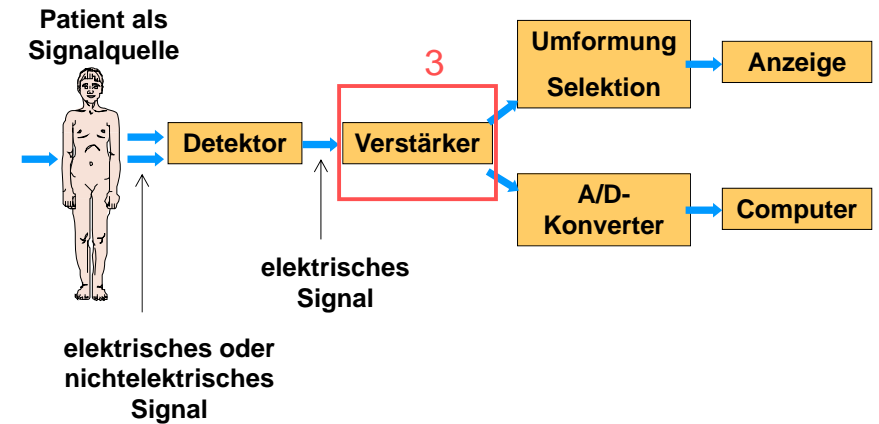 Patient als
Signalquelle
3
Umformung
Selektion
Anzeige
Detektor
Verstärker
A/D-
Konverter
Computer
elektrisches
Signal
elektrisches oder
nichtelektrisches
Signal